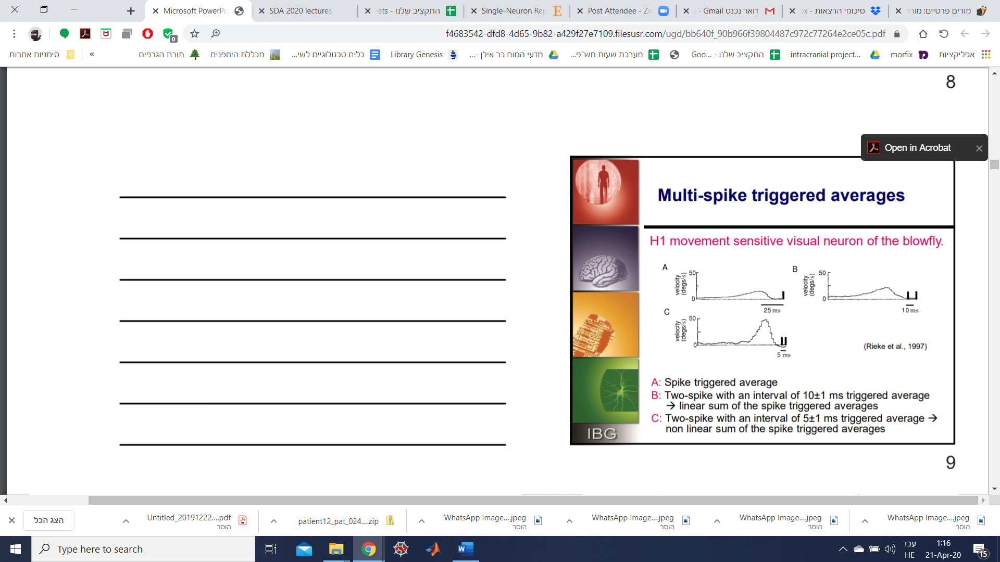 Microsoft PowerPo
SDA 2020 lectures
התקציב שלנו - eets
Single-Neuron Rep
Post Attendee - Zo
דואר נכנס - Gmail
סיכומי הרצאות - ox
מורים פרטיים: מורה
f4683542-dfd8-4d65-9b82-a429f27e7109.filesusr.com/ugd/bb640f_90b966f39804487c972c77264e2ce05c.pdf
0
סימניות אחרות
«
תורת הגרפים
מכללת היחפנים
כלים טכנולוגיים לשי...
Library Genesis
מדעי המוח בר אילן -...
מערכת שעות תש"פ...
התקציב שלנו - Goo...
intracranial project...
morfix
אפליקציות
8
Open in Acrobat
Multi-spike triggered averages
H1 movement sensitive visual neuron of the blowfly.
A
velocity
(degs/s)
50
0
25 ms
B
velocity
(degs/s)
50
0
10 ms
C
velocity
(degs/s)
50
0
5 ms
(Rieke et al., 1997)
A: Spike triggered average
B: Two-spike with an interval of 10±1 ms triggered average
→ linear sum of the spike triggered averages
C: Two-spike with an interval of 5±1 ms triggered average →
non linear sum of the spike triggered averages
IBG
9
הצג הכל
Untitled_20191222....pdf
הוסר
patient12_pat_024....zip
WhatsApp Image....jpeg
הוסר
WhatsApp Image....jpeg
הוסר
WhatsApp Image....jpeg
הוסר
WhatsApp Image....jpeg
הוסר
Type here to search
עבר
HE
1:16
21-Apr-20
15